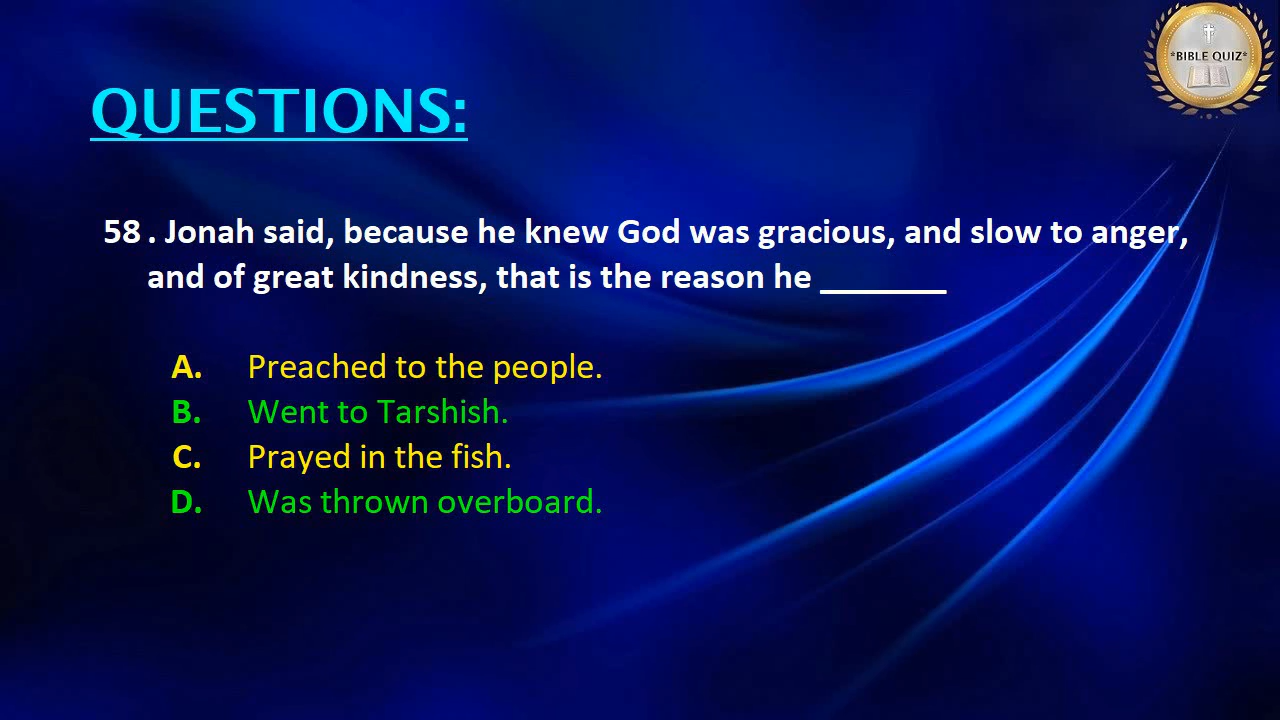 *BIBLE QUIZ*
QUESTIONS:
58 . Jonah said, because he knew God was gracious, and slow to anger,
and of great kindness, that is the reason he _______
A. Preached to the people.
B. Went to Tarshish.
C. Prayed in the fish.
D. Was thrown overboard.